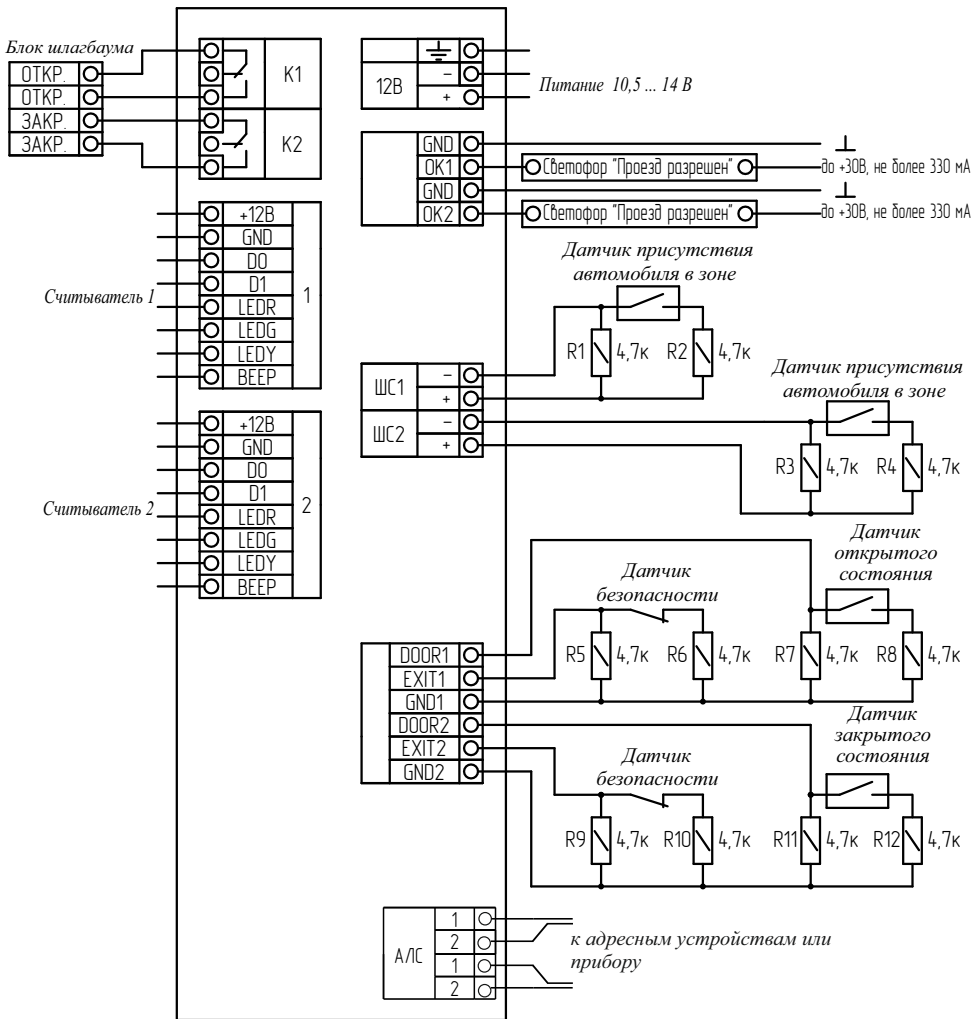 Блок шлагбаума
ОТКР.
ОТКР.
ЗАКР.
ЗАКР.
К1
К2
12В
–
+
Питание 10,5 ... 14 В
GND
OK1
GND
OK2
Светофор "Проезд разрешен"
до +30В, не более 330 мА
Светофор "Проезд разрешен"
до +30В, не более 330 мА
Считыватель 1
+12В
GND
D0
D1
LEDR
LEDG
LEDY
BEEP
1
Считыватель 2
+12В
GND
D0
D1
LEDR
LEDG
LEDY
BEEP
2
Датчик присутствия
автомобиля в зоне
R1 4,7к R2 4,7к
ШС1
–
+
ШС2
–
+
Датчик присутствия
автомобиля в зоне
R3 4,7к R4 4,7к
Датчик
открытого
состояния
Датчик
безопасности
R5 4,7к R6 4,7к R7 4,7к R8 4,7к
DOOR1
EXIT1
GND1
DOOR2
EXIT2
GND2
Датчик
закрытого
состояния
Датчик
безопасности
R9 4,7к R10 4,7к R11 4,7к R12 4,7к
АЛС
1
2
1
2
к адресным устройствам или
прибору